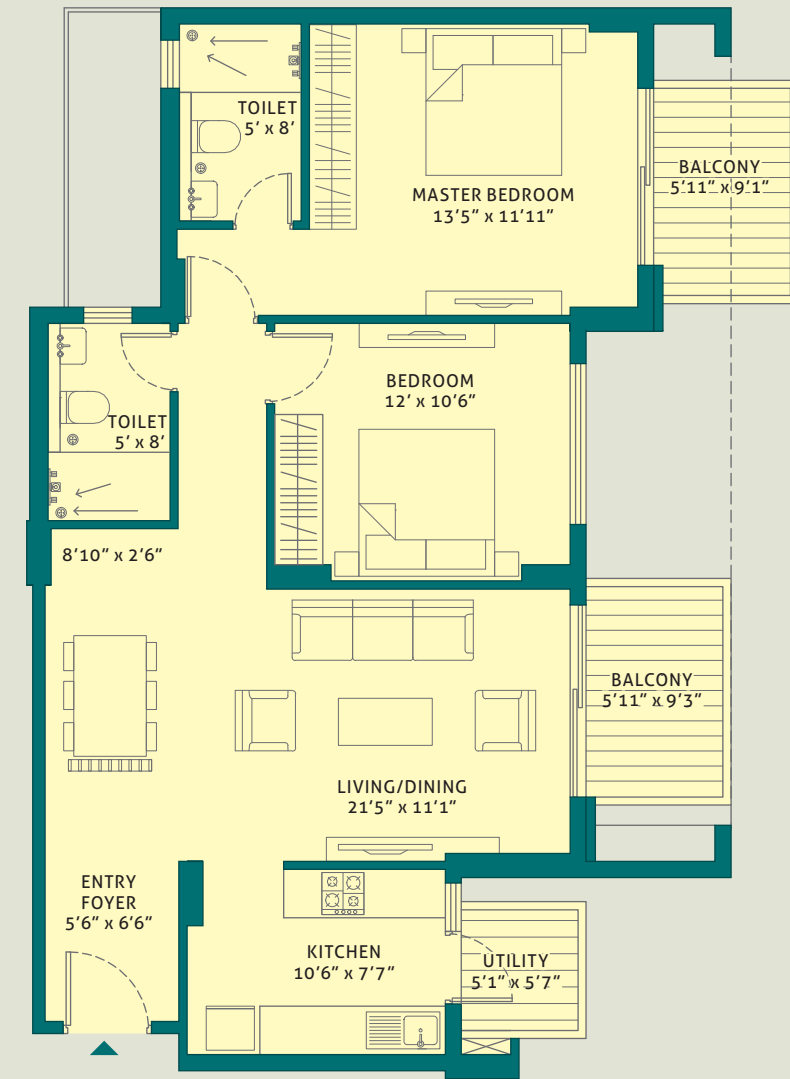 TOILET
5’ x 8’
MASTER BEDROOM
13’5” x 11’11”
BALCONY
5’11” x 9’1”
BEDROOM
12’ x 10’6”
TOILET
5’ x 8’
8’10” x 2’6”
BALCONY
5’11” x 9’3”
LIVING/DINING
21’5” x 11’1”
ENTRY
FOYER
5’6” x 6’6”
KITCHEN
10’6” x 7’7”
UTILITY
5’1” x 5’7”